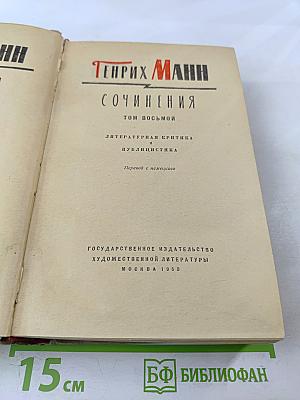 НН
ГЕНРИХ МАНН
СОЧИНЕНИЯ
ТОМ ВОСЬМОЙ
ЛИТЕРАТУРНАЯ КРИТИКА
И
ПУБЛИЦИСТИКА
Перевод с немецкого
ГОСУДАРСТВЕННОЕ ИЗДАТЕЛЬСТВО
ХУДОЖЕСТВЕННОЙ ЛИТЕРАТУРЫ
МОСКВА
15 см
БФ БИБЛИОФАН